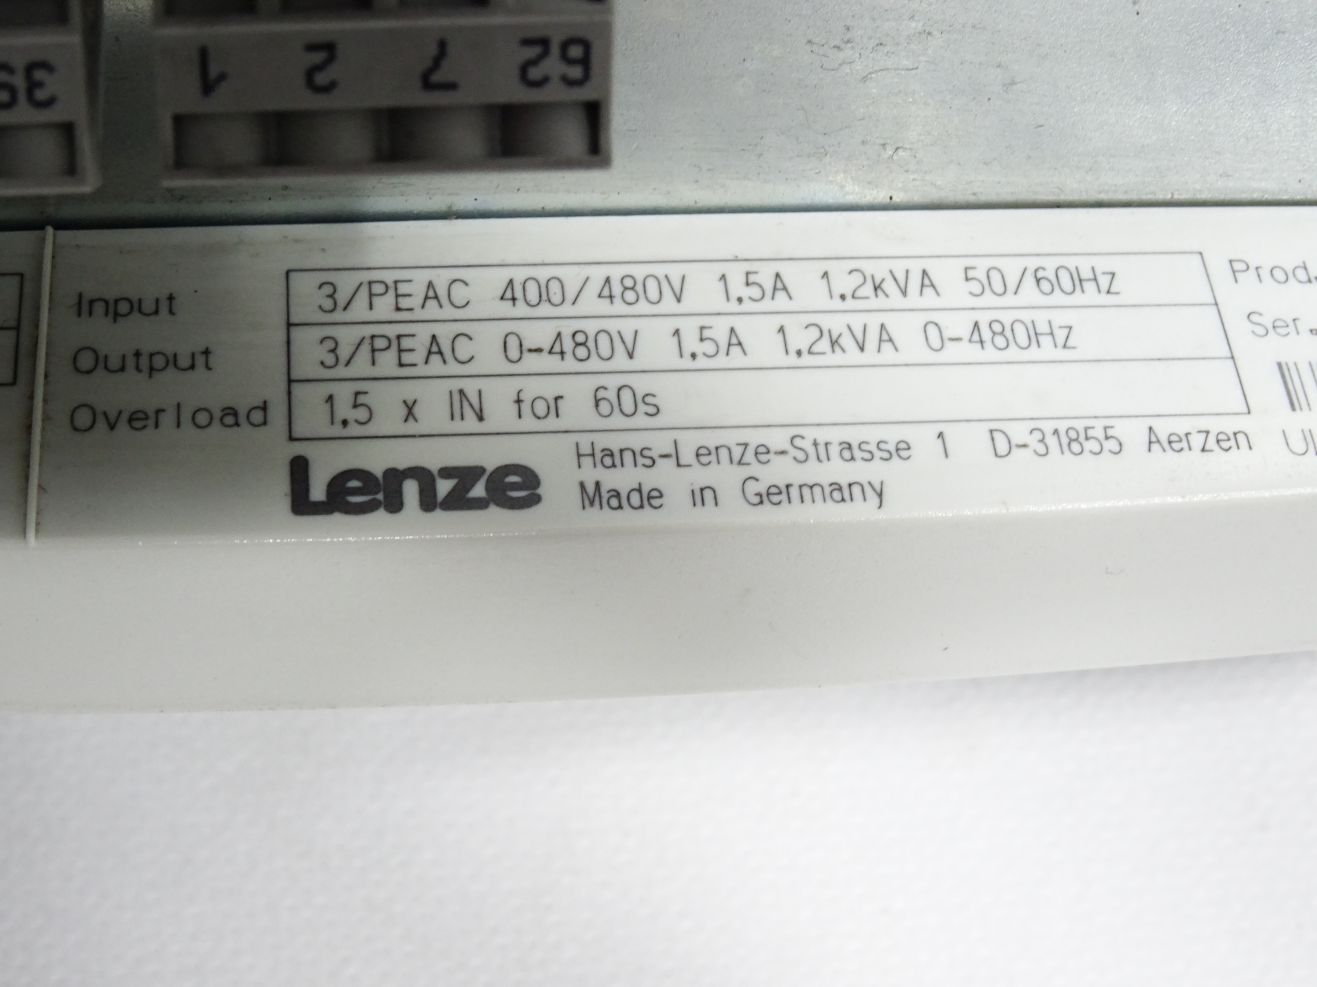 39
1 2 7 62
Input 3/PEAC 400/480V 1,5A 1,2kVA 50/60Hz Prod.
Output 3/PEAC 0-480V 1,5A 1,2kVA 0-480Hz Ser.
Overload 1,5 x IN for 60s
Lenze Hans-Lenze-Strasse 1 D-31855 Aerzen
Made in Germany